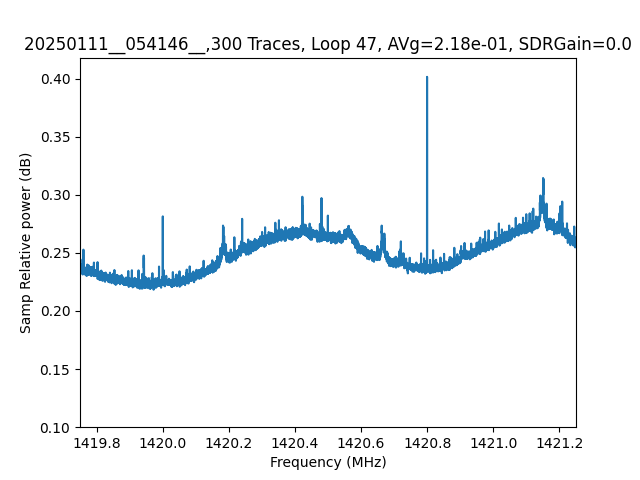 20250111__054146__,300 Traces, Loop 47, AVg=2.18e-01, SDRGain=0.0
Samp Relative power (dB)
0.40
0.35
0.30
0.25
0.20
0.15
0.10
1419.8 1420.0 1420.2 1420.4 1420.6 1420.8 1421.0 1421.2
Frequency (MHz)